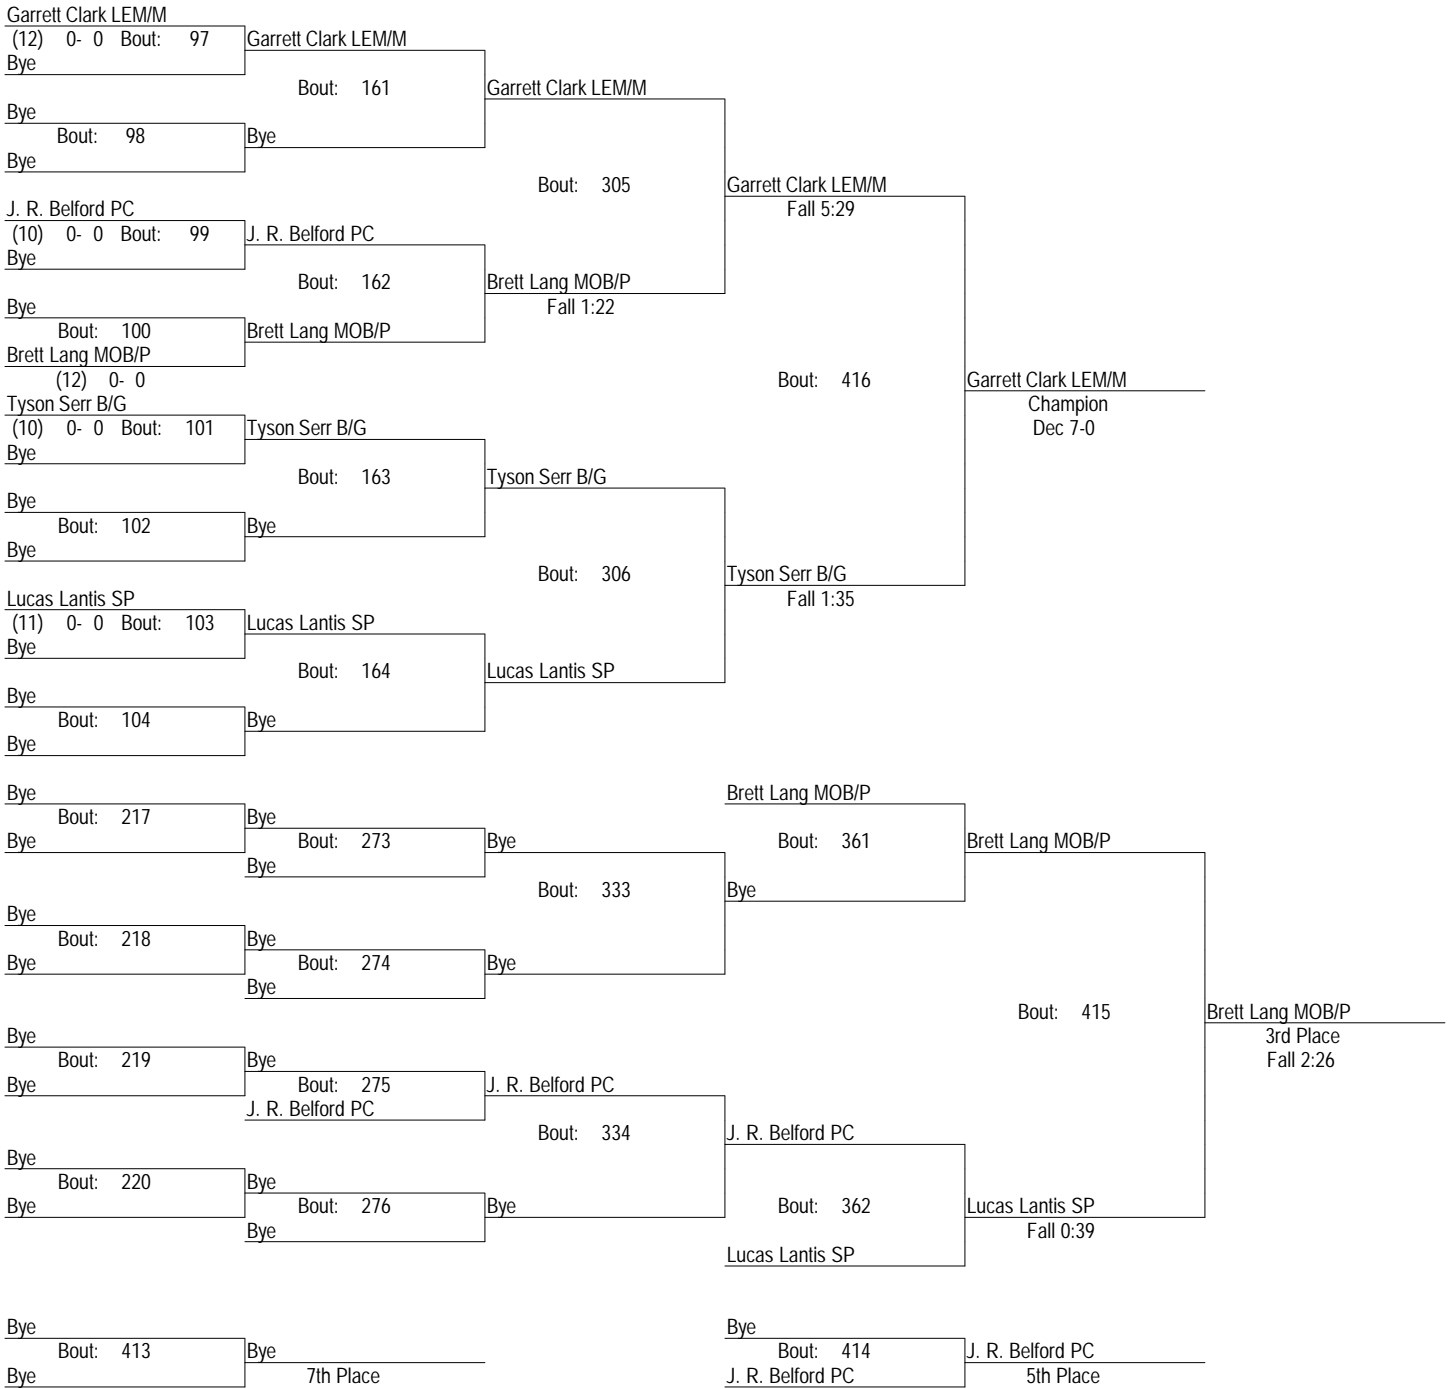 Garrett Clark LEM/M
(12) 0- 0 Bout: 97 Garrett Clark LEM/M
Bye
Bout: 161 Garrett Clark LEM/M
Bye
Bout: 98 Bye
Bye
Bout: 305 Garrett Clark LEM/M
Fall 5:29
J. R. Belford PC
(10) 0- 0 Bout: 99 J. R. Belford PC
Bye
Bout: 162 Brett Lang MOB/P
Fall 1:22
Bye
Bout: 100 Brett Lang MOB/P
Brett Lang MOB/P
(12) 0- 0
Bout: 416 Garrett Clark LEM/M
Champion
Dec 7-0
Tyson Serr B/G
(10) 0- 0 Bout: 101 Tyson Serr B/G
Bye
Bout: 163 Tyson Serr B/G
Bye
Bout: 102 Bye
Bye
Bout: 306 Tyson Serr B/G
Fall 1:35
Lucas Lantis SP
(11) 0- 0 Bout: 103 Lucas Lantis SP
Bye
Bout: 164 Lucas Lantis SP
Bye
Bout: 104 Bye
Bye
Bye Brett Lang MOB/P
Bout: 217 Bye
Bye Bout: 273 Bye Bout: 361 Brett Lang MOB/P
Bye
Bout: 333 Bye
Bye
Bout: 218 Bye
Bye Bout: 274 Bye
Bye
Bout: 415 Brett Lang MOB/P
3rd Place
Fall 2:26
Bye
Bout: 219 Bye
Bye Bout: 275 J. R. Belford PC
J. R. Belford PC
Bout: 334 J. R. Belford PC
Bye
Bout: 220 Bye
Bye Bout: 276 Bye Bout: 362 Lucas Lantis SP
Bye Fall 0:39
Lucas Lantis SP
Bye Bye
Bout: 413 Bye Bout: 414 J. R. Belford PC
Bye 7th Place J. R. Belford PC 5th Place